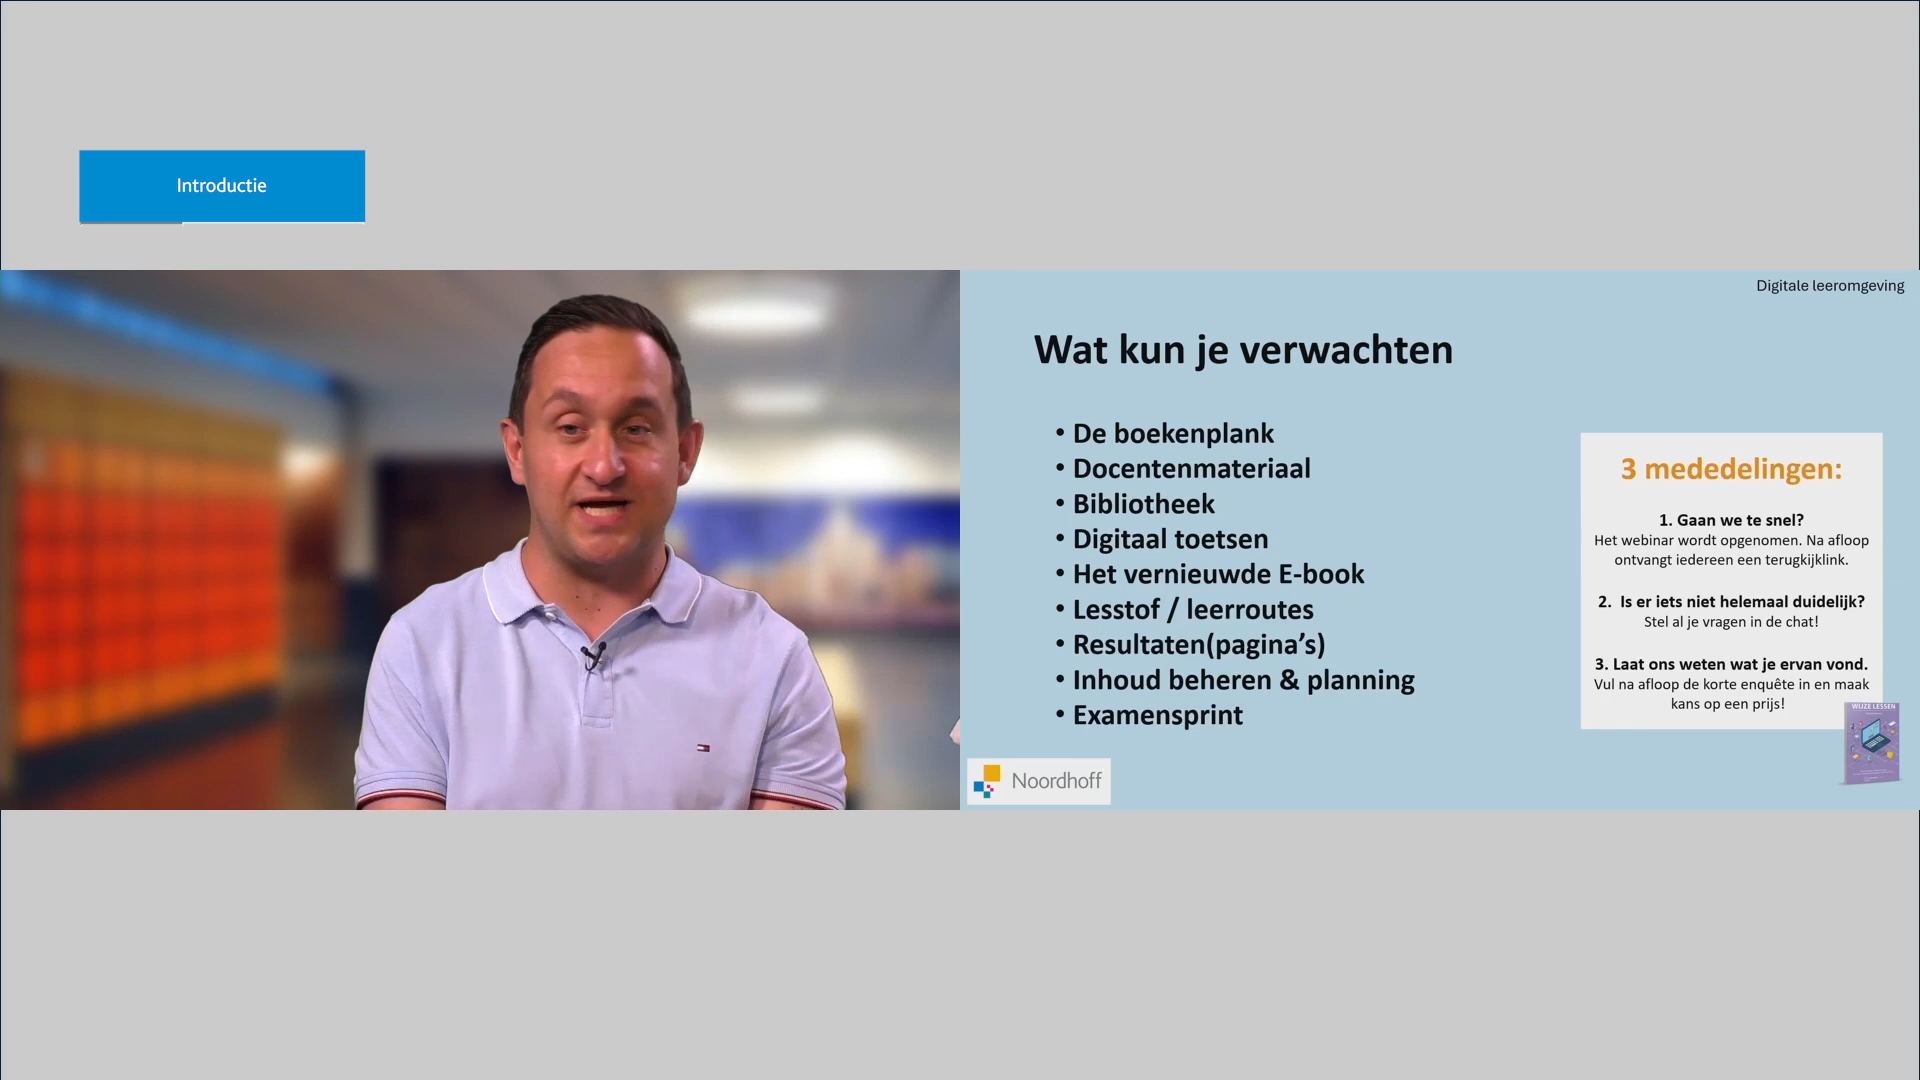 Introductie
Digitale leeromgeving
Wat kun je verwachten
• De boekenplank
• Docentenmateriaal
• Bibliotheek
• Digitaal toetsen
• Het vernieuwde E-book
• Lesstof / leerroutes
• Resultaten(pagina’s)
• Inhoud beheren & planning
• Examensprint
3 mededelingen:
1. Gaan we te snel?
Het webinar wordt opgenomen. Na afloop
ontvangt iedereen een terugkijklink.
2. Is er iets niet helemaal duidelijk?
Stel al je vragen in de chat!
3. Laat ons weten wat je ervan vond.
Vul na afloop de korte enquête in en maak
kans op een prijs!
WIJZE LESSEN
Noordhoff